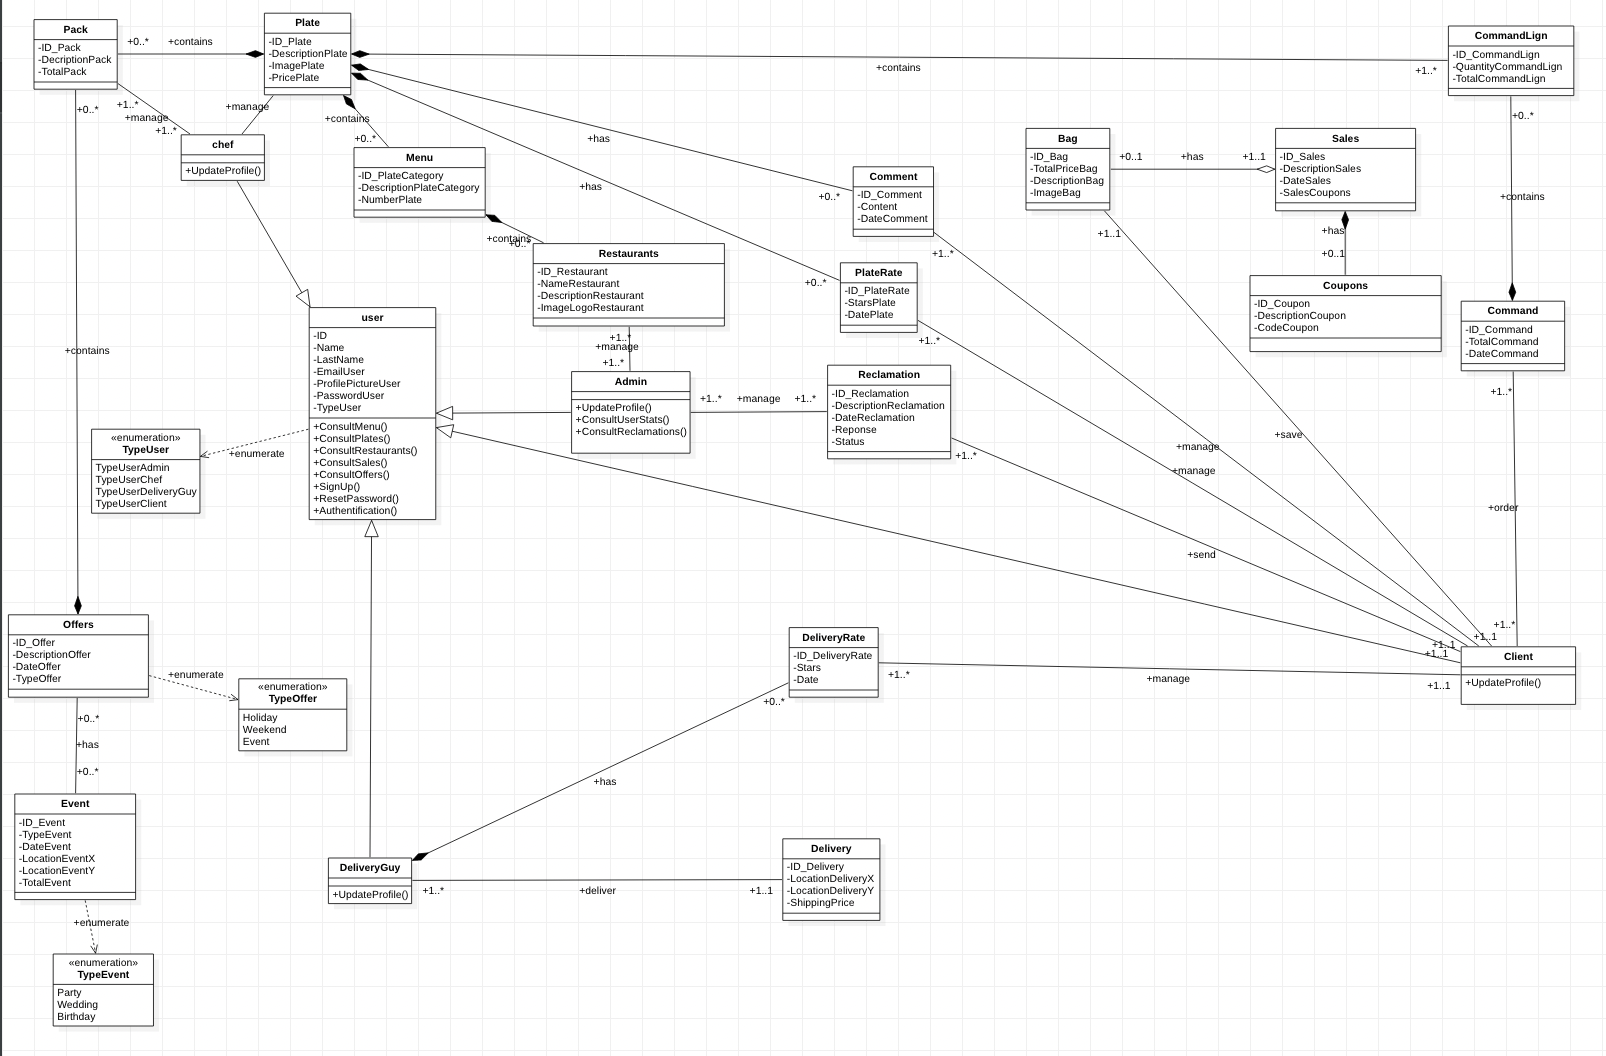 Pack
-ID_Pack
-DecriptionPack
-TotalPack
+0..*
+contains
Plate
-ID_Plate
-DescriptionPlate
-ImagePlate
-PricePlate
+contains
+1..*
CommandLign
-ID_CommandLign
-QuantityCommandLign
-TotalCommandLign
+0..*
+1..*
+manage
+1..*
+manage
+contains
+0..*
chef
+UpdateProfile()
Menu
-ID_PlateCategory
-DescriptionPlateCategory
-NumberPlate
+has
+has
+0..*
Comment
-ID_Comment
-Content
-DateComment
+1..*
Bag
-ID_Bag
-TotalPriceBag
-DescriptionBag
-ImageBag
+0..1
+has
+1..1
Sales
-ID_Sales
-DescriptionSales
-DateSales
-SalesCoupons
+0..*
+contains
+1..1
+has
+0..1
+contains
+0..*
Restaurants
-ID_Restaurant
-NameRestaurant
-DescriptionRestaurant
-ImageLogoRestaurant
+0..*
PlateRate
-ID_PlateRate
-StarsPlate
-DatePlate
+1..*
Coupons
-ID_Coupon
-DescriptionCoupon
-CodeCoupon
Command
-ID_Command
-TotalCommand
-DateCommand
+1..*
+contains
user
-ID
-Name
-LastName
-EmailUser
-ProfilePictureUser
-PasswordUser
-TypeUser
+ConsultMenu()
+ConsultPlates()
+ConsultRestaurants()
+ConsultSales()
+ConsultOffers()
+SignUp()
+ResetPassword()
+Authentification()
+1..*
+manage
+1..*
Admin
+UpdateProfile()
+ConsultUserStats()
+ConsultReclamations()
+1..*
+manage
+1..*
Reclamation
-ID_Reclamation
-DescriptionReclamation
-DateReclamation
-Reponse
-Status
+1..*
«enumeration»
TypeUser
TypeUserAdmin
TypeUserChef
TypeUserDeliveryGuy
TypeUserClient
+enumerate
+save
+manage
+manage
+order
+send
Offers
-ID_Offer
-DescriptionOffer
-DateOffer
-TypeOffer
+enumerate
«enumeration»
TypeOffer
Holiday
Weekend
Event
DeliveryRate
-ID_DeliveryRate
-Stars
-Date
+1..*
+0..*
+manage
+1..*
+1..1
+1..1
+1..1
+1..1
Client
+UpdateProfile()
+0..*
+has
+0..*
+has
Event
-ID_Event
-TypeEvent
-DateEvent
-LocationEventX
-LocationEventY
-TotalEvent
+enumerate
«enumeration»
TypeEvent
Party
Wedding
Birthday
DeliveryGuy
+UpdateProfile()
+1..*
+deliver
+1..1
Delivery
-ID_Delivery
-LocationDeliveryX
-LocationDeliveryY
-ShippingPrice